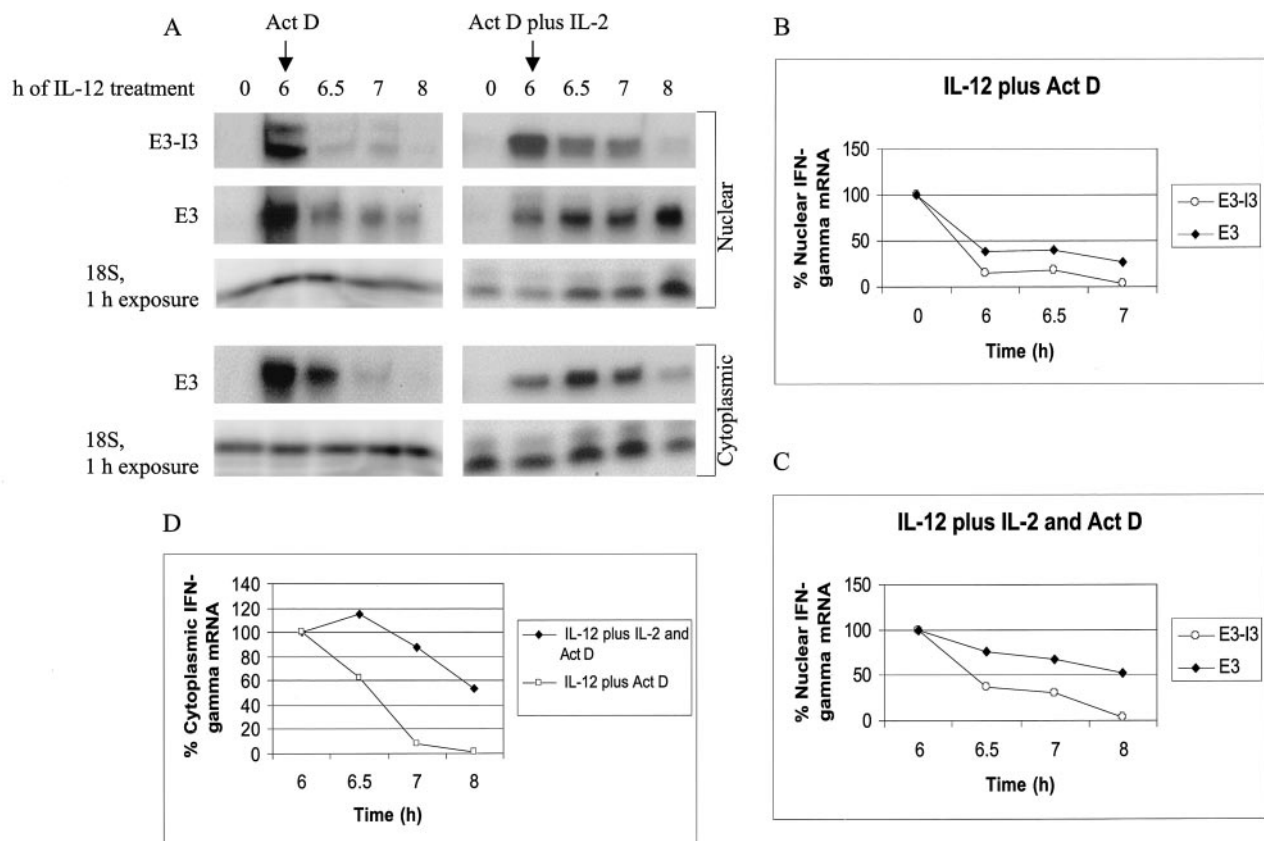 A
Act D
Act D plus IL-2
h of IL-12 treatment
0 6 6.5 7 8
0 6 6.5 7 8
E3-I3
E3
18S,
1 h exposure
Nuclear
E3
18S,
1 h exposure
Cytoplasmic
B
IL-12 plus Act D
% Nuclear IFN-
gamma mRNA
150
100
50
0
0 6 6.5 7
Time (h)
E3-I3
E3
C
IL-12 plus IL-2 and Act D
% Nuclear IFN-
gamma mRNA
150
100
50
0
6 6.5 7 8
Time (h)
E3-I3
E3
D
% Cytoplasmic IFN-
gamma mRNA
140
120
100
80
60
40
20
0
6 6.5 7 8
Time (h)
IL-12 plus IL-2 and
Act D
IL-12 plus Act D